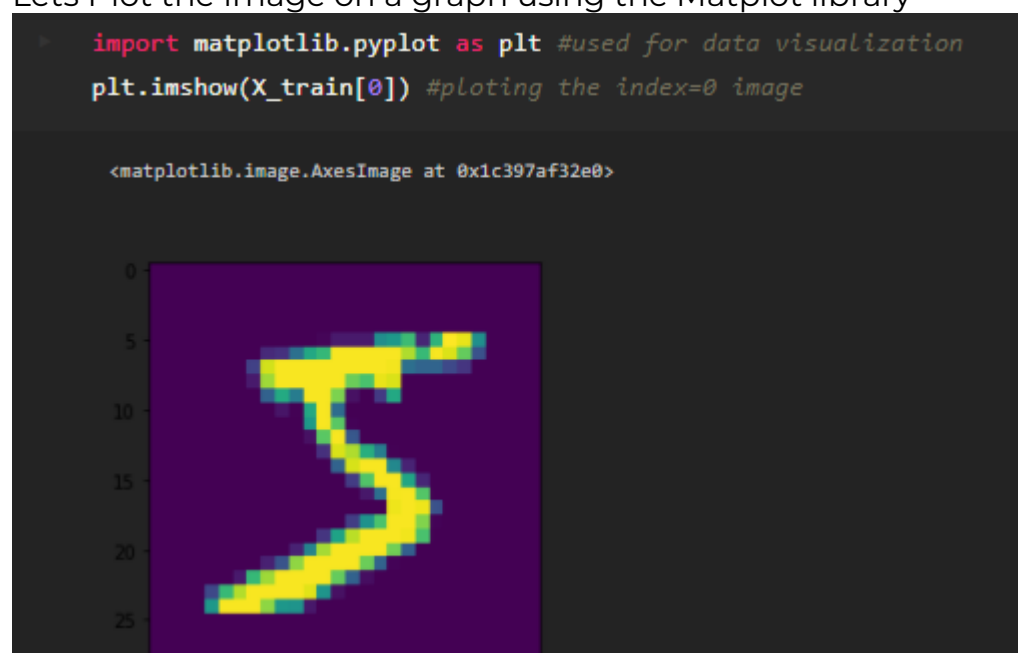 Lets Plot the image on a graph using the Matplot library
import matplotlib.pyplot as plt #used for data visualization
plt.imshow(X_train[0]) #ploting the index=0 image
<matplotlib.image.AxesImage at 0x1c397af32e0>
0
5
10
15
20
25